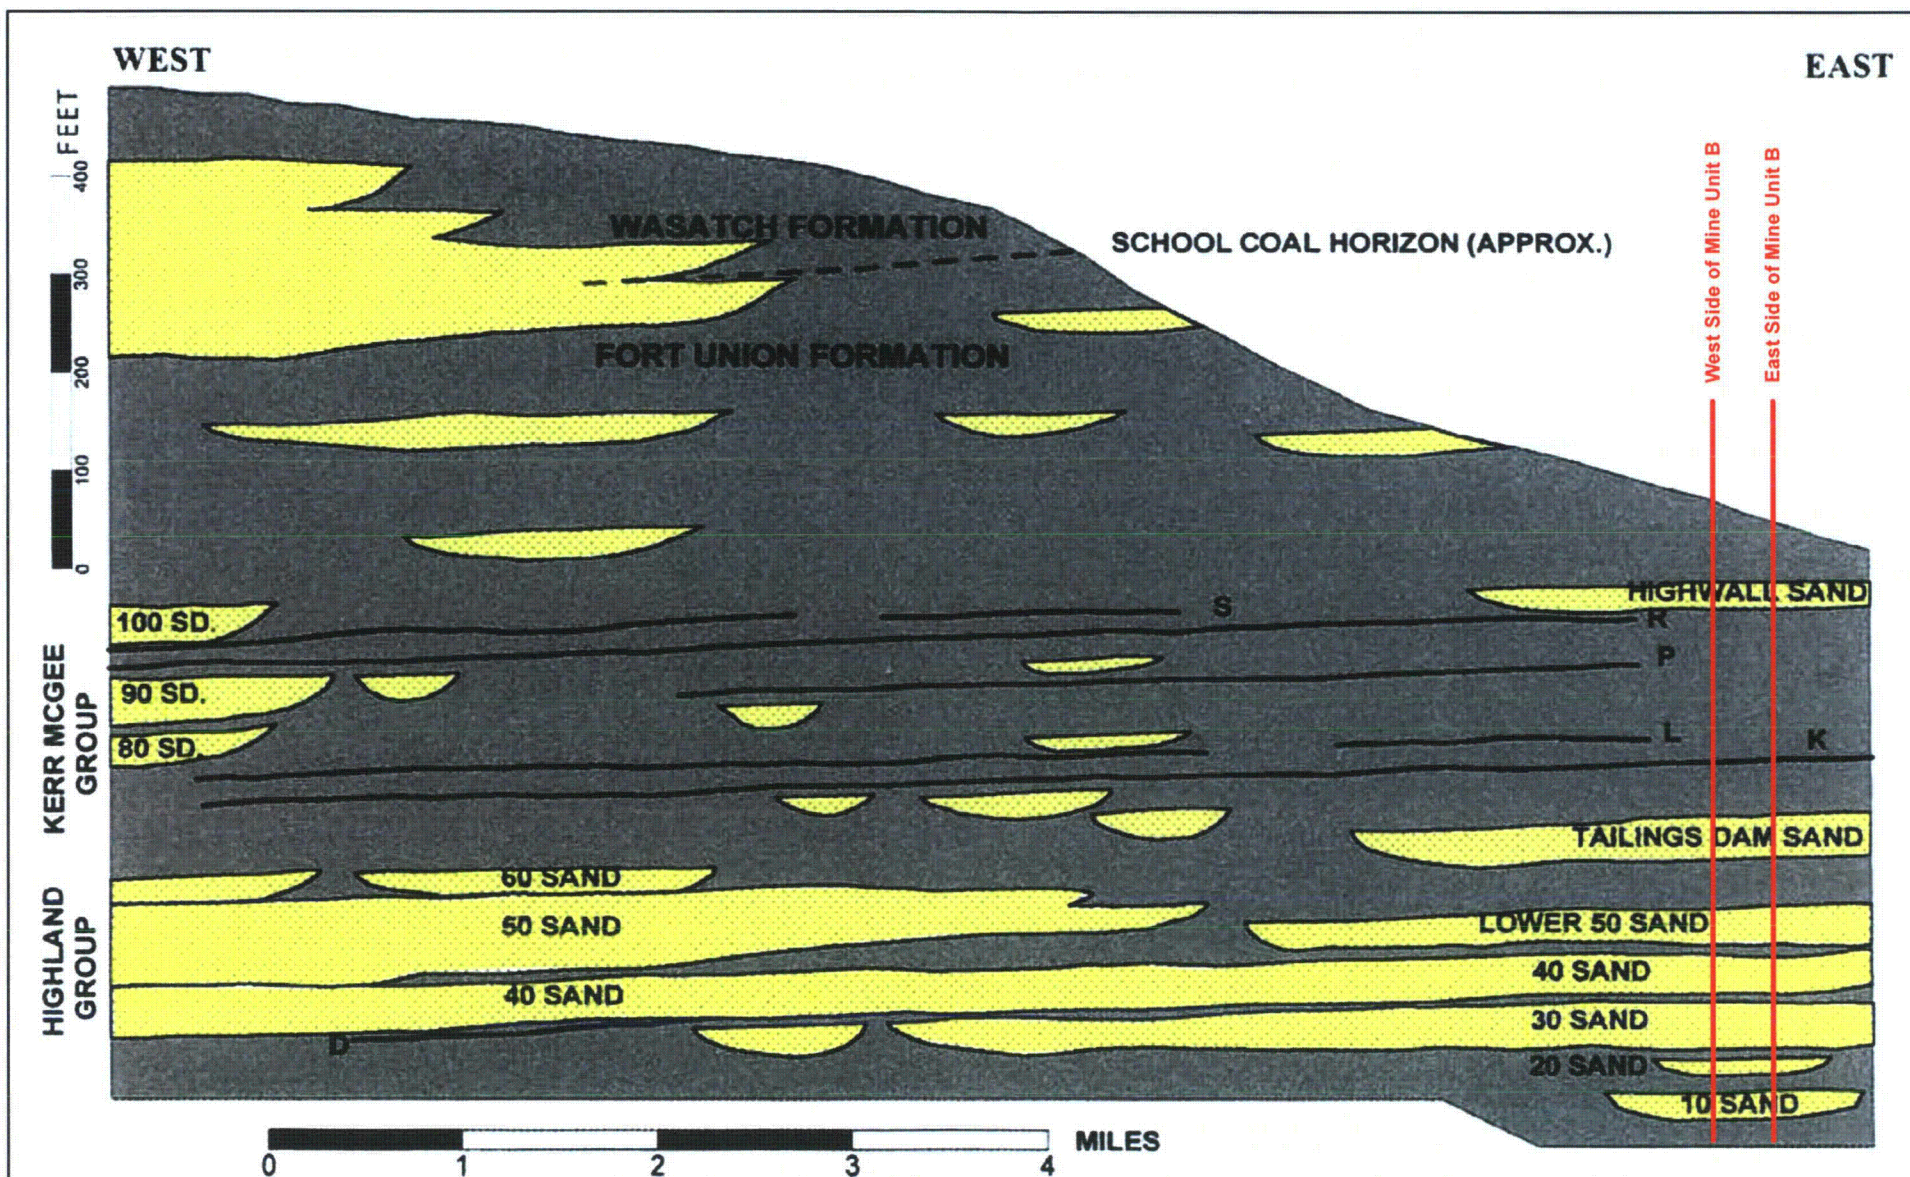 WEST
EAST
FEET
400
300
200
100
0
West Side of Mine Unit B
East Side of Mine Unit B
WASATCH FORMATION
SCHOOL COAL HORIZON (APPROX.)
FORT UNION FORMATION
HIGHWALL SAND
100 SD.
S
R
P
90 SD.
80 SD.
L
K
KERR MCGEE
GROUP
TAILINGS DAM SAND
60 SAND
50 SAND
LOWER 50 SAND
HIGHLAND
GROUP
40 SAND
40 SAND
30 SAND
D
20 SAND
10 SAND
MILES
0 1 2 3 4